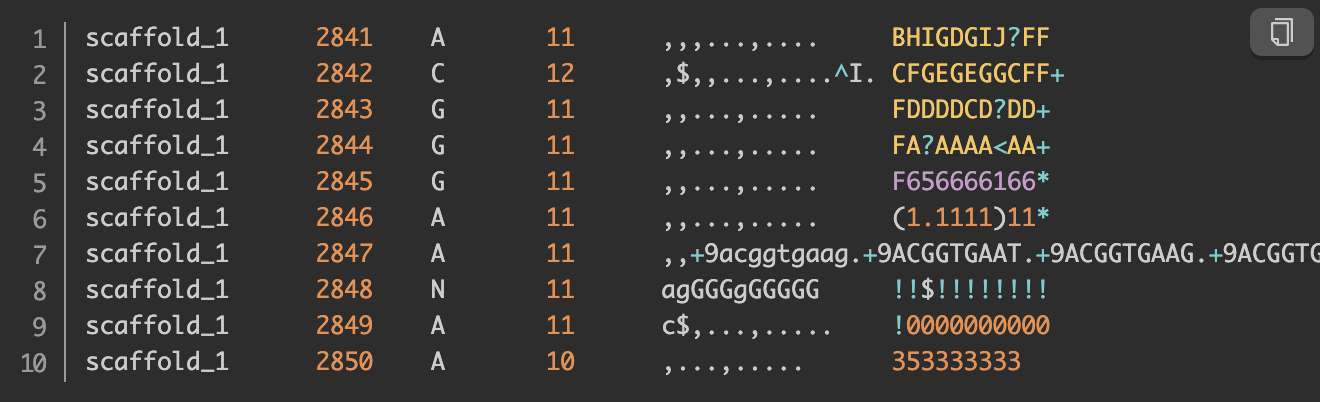 1 scaffold_1 2841 A 11 ,,,...,.... BHIGDGIJ?FF
2 scaffold_1 2842 C 12 ,$,,...,....^I. CFGEGEGGCFF+
3 scaffold_1 2843 G 11 ,,...,..... FDDDDCD?DD+
4 scaffold_1 2844 G 11 ,,...,..... FA?AAAA<AA+
5 scaffold_1 2845 G 11 ,,...,..... F656666166*
6 scaffold_1 2846 A 11 ,,...,..... (1.1111)11*
7 scaffold_1 2847 A 11 ,,+9acggtgaag.+9ACGGTGAAT.+9ACGGTGAAG.+9ACGGTG
8 scaffold_1 2848 N 11 agGGGgGGGGG !!$!!!!!!!!
9 scaffold_1 2849 A 11 c$,...,..... !0000000000
10 scaffold_1 2850 A 10 ,...,..... 353333333